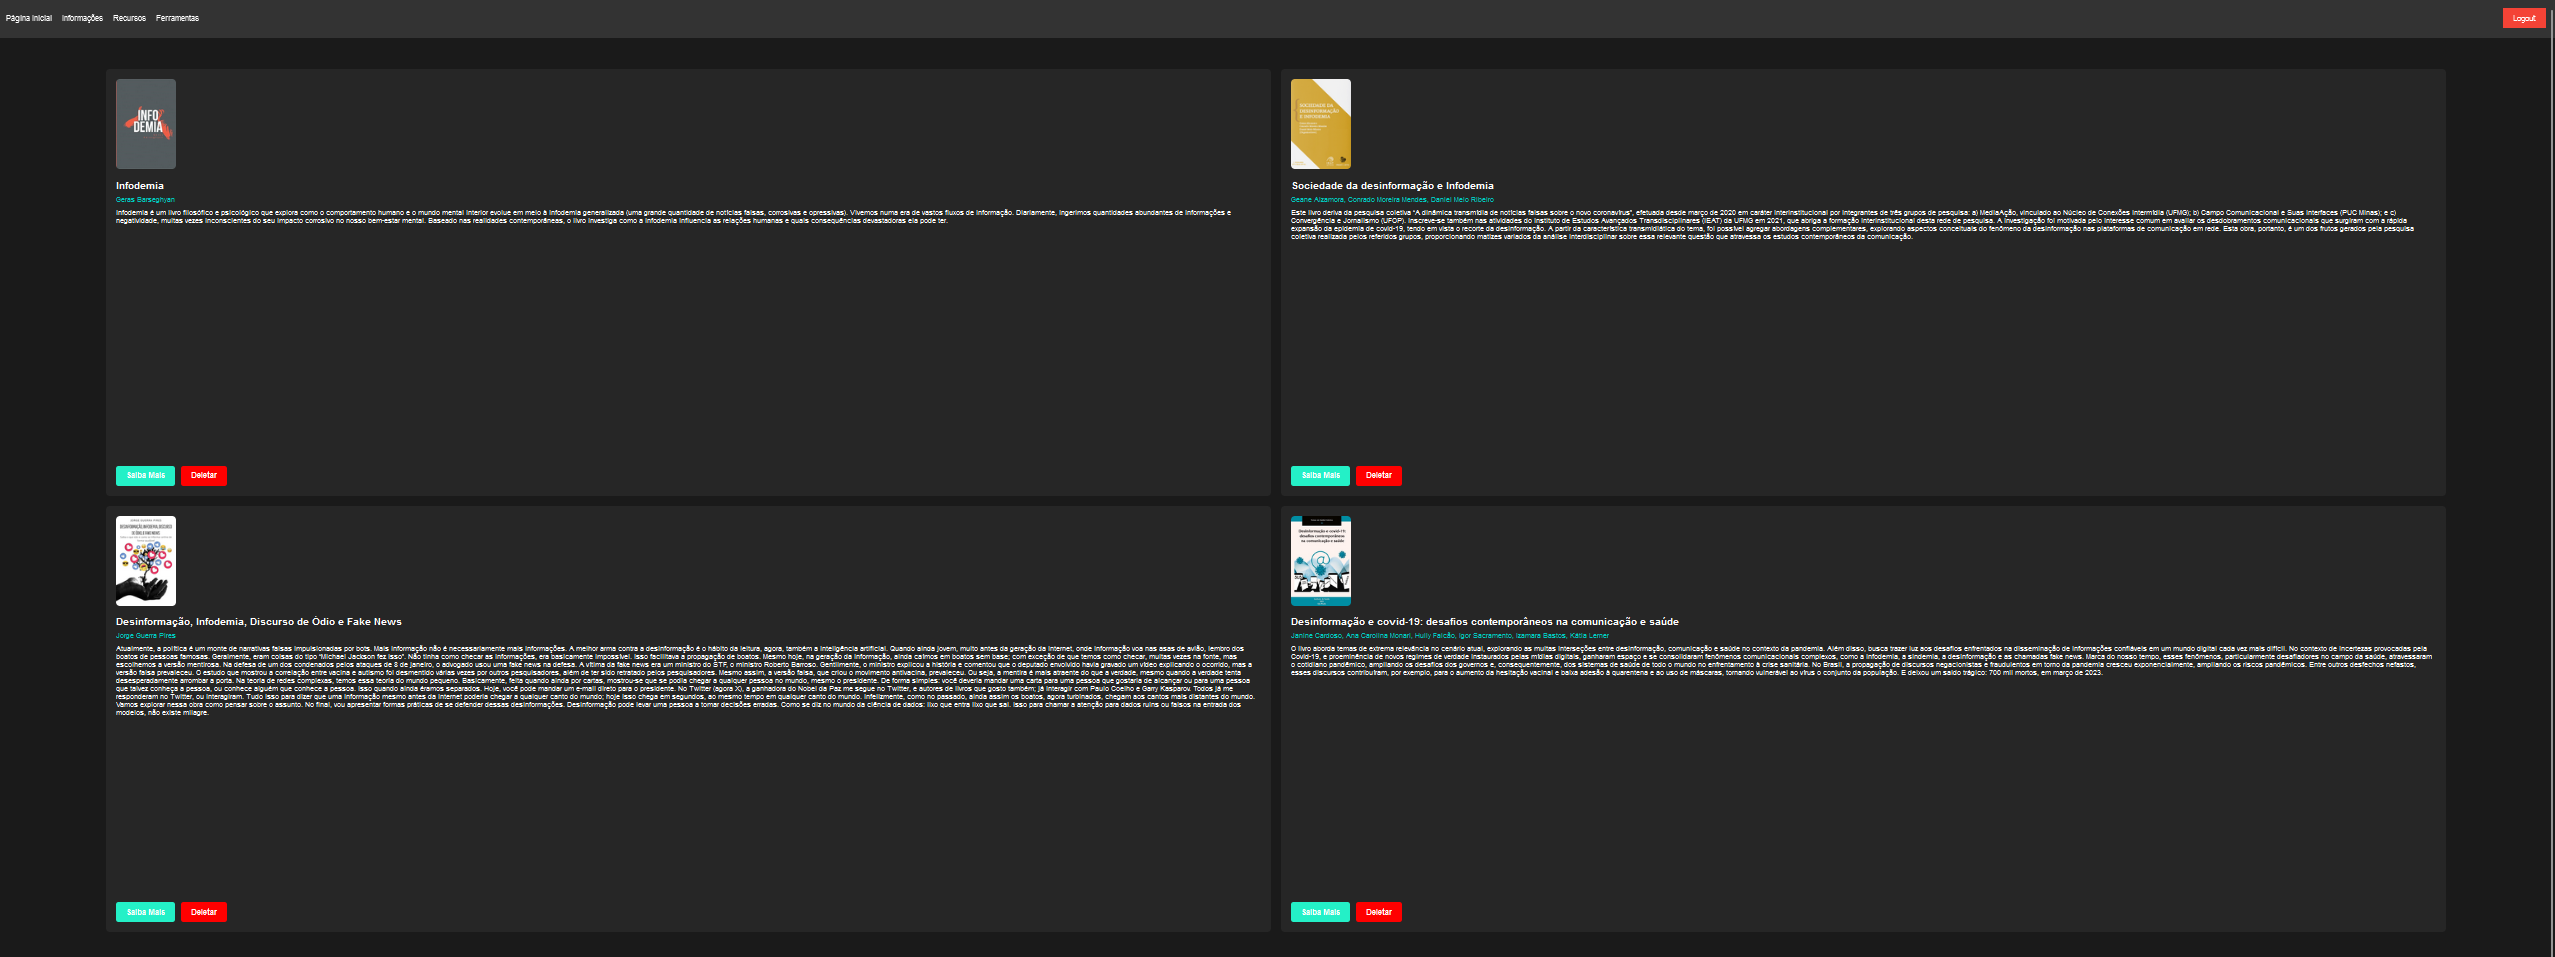 Página Inicial Informações Recursos Ferramentas
Logout
INFO
DEMIA
Infodemia
Geras Barseghyan
Infodemia é um livro filosófico e psicológico que explora como o comportamento humano e o mundo mental interior evolue em meio à infodemia generalizada (uma grande quantidade de notícias falsas, corrosivas e opressivas). Vivemos numa era de vastos fluxos de informação. Diariamente, ingerimos quantidades abundantes de informações e
negatividade, muitas vezes inconscientes do seu impacto corrosivo no nosso bem-estar mental. Baseado nas realidades contemporâneas, o livro investiga como a infodemia influencia as relações humanas e quais consequências devastadoras ela pode ter.
Saiba Mais Deletar
SOCIEDADE DA
DESINFORMAÇÃO
E INFODEMIA
Sociedade da desinformação e Infodemia
Geane Alzamora, Conrado Moreira Mendes, Daniel Melo Ribeiro
Este livro deriva da pesquisa coletiva "A dinâmica transmídia de notícias falsas sobre o novo coronavírus", efetuada desde março de 2020 em caráter interinstitucional por integrantes de três grupos de pesquisa: a) MediaAção, vinculado ao Núcleo de Conexões Intermídia (UFMG); b) Campo Comunicacional e Suas Interfaces (PUC Minas); e c)
Convergência e Jornalismo (UFOP). Inscreve-se também nas atividades do Instituto de Estudos Avançados Transdisciplinares (IEAT) da UFMG em 2021, que abriga a formação interinstitucional desta rede de pesquisa. A investigação foi motivada pelo interesse comum em avaliar os desdobramentos comunicacionais que surgiram com a rápida
expansão da epidemia de covid-19, tendo em vista o recorte da desinformação. A partir da característica transmidiática do tema, foi possível agregar abordagens complementares, explorando aspectos conceituais do fenômeno da desinformação nas plataformas de comunicação em rede. Esta obra, portanto, é um dos frutos gerados pela pesquisa
coletiva realizada pelos referidos grupos, proporcionando matizes variados da análise interdisciplinar sobre essa relevante questão que atravessa os estudos contemporâneos da comunicação.
Saiba Mais Deletar
JORGE GUERRA PIRES
DESINFORMAÇÃO, INFODEMIA, DISCURSO
DE ÓDIO E FAKE NEWS
Desinformação, Infodemia, Discurso de Ódio e Fake News
Jorge Guerra Pires
Atualmente, a política é um monte de narrativas falsas impulsionadas por bots. Mais informação não é necessariamente mais informações. A melhor arma contra a desinformação é o hábito da leitura, agora, também a inteligência artificial. Quando ainda jovem, muito antes da geração da internet, onde informação voa nas asas de avião, lembro dos
boatos de pessoas famosas. Geralmente, eram coisas do tipo "Michael Jackson fez isso". Não tinha como checar as informações, era basicamente impossível. Isso facilitava a propagação de boatos. Mesmo hoje, na geração da informação, ainda caímos em boatos sem base; com exceção de que temos como checar, muitas vezes na fonte, mas
escolhemos a versão mentirosa. Na defesa de um dos condenados pelos ataques de 8 de janeiro, o advogado usou uma fake news na defesa. A vítima da fake news era um ministro do STF, o ministro Roberto Barroso. Gentilmente, o ministro explicou a história e comentou que o deputado envolvido havia gravado um vídeo explicando o ocorrido, mas a
versão falsa prevaleceu. O estudo que mostrou a correlação entre vacina e autismo foi desmentido várias vezes por outros pesquisadores, além de ter sido retratado pelos pesquisadores. Mesmo assim, a versão falsa, que criou o movimento antivacina, prevaleceu. Ou seja, a mentira é mais atraente do que a verdade, mesmo quando a verdade tenta
desesperadamente arrombar a porta. Na teoria de redes complexas, temos essa teoria do mundo pequeno. Basicamente, feita quando ainda por cartas, mostrou-se que se podia chegar a qualquer pessoa no mundo, mesmo o presidente. De forma simples: você deveria mandar uma carta para uma pessoa que gostaria de alcançar ou para uma pessoa
que talvez conheça a pessoa, ou conhece alguém que conhece a pessoa. Isso quando ainda éramos separados. Hoje, você pode mandar um e-mail direto para o presidente. No Twitter (agora X), a ganhadora do Nobel da Paz me segue no Twitter, e autores de livros que gosto também; já interagir com Paulo Coelho e Garry Kasparov. Todos já me
responderam no Twitter, ou interagiram. Tudo isso para dizer que uma informação mesmo antes da internet poderia chegar a qualquer canto do mundo; hoje isso chega em segundos, ao mesmo tempo em qualquer canto do mundo. Infelizmente, como no passado, ainda assim os boatos, agora turbinados, chegam aos cantos mais distantes do mundo.
Vamos explorar nessa obra como pensar sobre o assunto. No final, vou apresentar formas práticas de se defender dessas desinformações. Desinformação pode levar uma pessoa a tomar decisões erradas. Como se diz no mundo da ciência de dados: lixo que entra lixo que sai. Isso para chamar a atenção para dados ruins ou falsos na entrada dos
modelos, não existe milagre.
Saiba Mais Deletar
Desinformação e covid-19:
desafios contemporâneos
na comunicação e saúde
Desinformação e covid-19: desafios contemporâneos na comunicação e saúde
Janine Cardoso, Ana Carolina Monari, Hully Falcão, Igor Sacramento, Izamara Bastos, Kátia Lerner
O livro aborda temas de extrema relevância no cenário atual, explorando as muitas interseções entre desinformação, comunicação e saúde no contexto da pandemia. Além disso, busca trazer luz aos desafios enfrentados na disseminação de informações confiáveis em um mundo digital cada vez mais difícil. No contexto de incertezas provocadas pela
Covid-19, e proeminência de novos regimes de verdade instaurados pelas mídias digitais, ganharam espaço e se consolidaram fenômenos comunicacionais complexos, como a infodemia, a sindemia, a desinformação e as chamadas fake news. Marca do nosso tempo, esses fenômenos, particularmente desafiadores no campo da saúde, atravessaram
o cotidiano pandêmico, ampliando os desafios dos governos e, consequentemente, dos sistemas de saúde de todo o mundo no enfrentamento à crise sanitária. No Brasil, a propagação de discursos negacionistas e fraudulentos em torno da pandemia cresceu exponencialmente, ampliando os riscos pandêmicos. Entre outros desfechos nefastos,
esses discursos contribuíram, por exemplo, para o aumento da hesitação vacinal e baixa adesão à quarentena e ao uso de máscaras, tornando vulnerável ao vírus o conjunto da população. E deixou um saldo trágico: 700 mil mortos, em março de 2023.
Saiba Mais Deletar